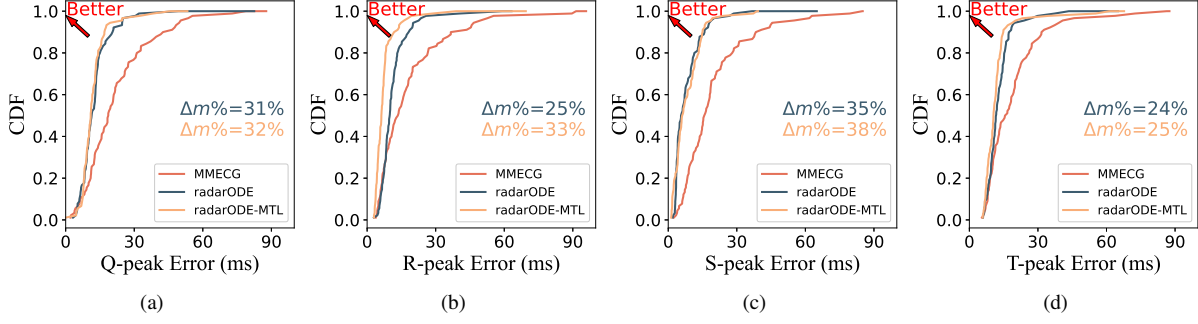 Better
1.0
0.8
0.6
0.4
0.2
0.0
CDF
Δm%=31%
Δm%=32%
MMECG
radarODE
radarODE-MTL
0 30 60 90
Q-peak Error (ms)
(a)
Better
1.0
0.8
0.6
0.4
0.2
0.0
CDF
Δm%=25%
Δm%=33%
MMECG
radarODE
radarODE-MTL
0 30 60 90
R-peak Error (ms)
(b)
Better
1.0
0.8
0.6
0.4
0.2
0.0
CDF
Δm%=35%
Δm%=38%
MMECG
radarODE
radarODE-MTL
0 30 60 90
S-peak Error (ms)
(c)
Better
1.0
0.8
0.6
0.4
0.2
0.0
CDF
Δm%=24%
Δm%=25%
MMECG
radarODE
radarODE-MTL
0 30 60 90
T-peak Error (ms)
(d)